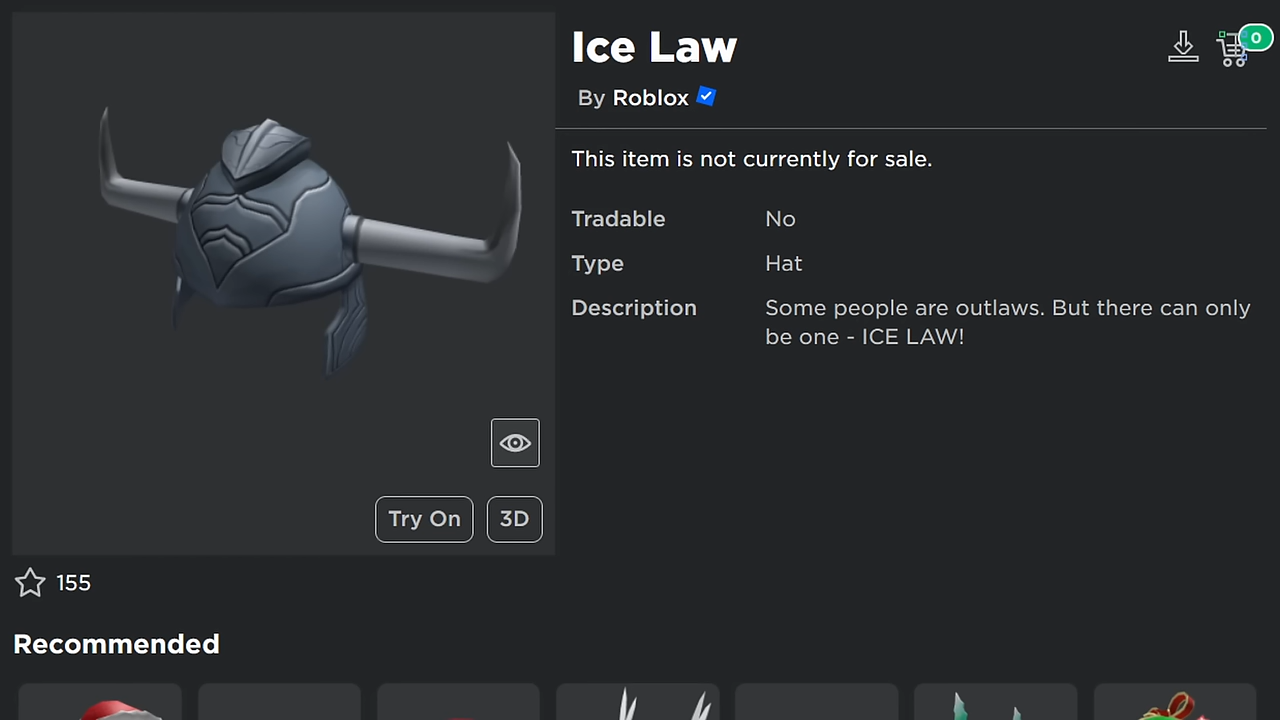 Ice Law
0
By Roblox
This item is not currently for sale.
Tradable No
Type Hat
Description Some people are outlaws. But there can only
be one - ICE LAW!
Try On 3D
155
Recommended